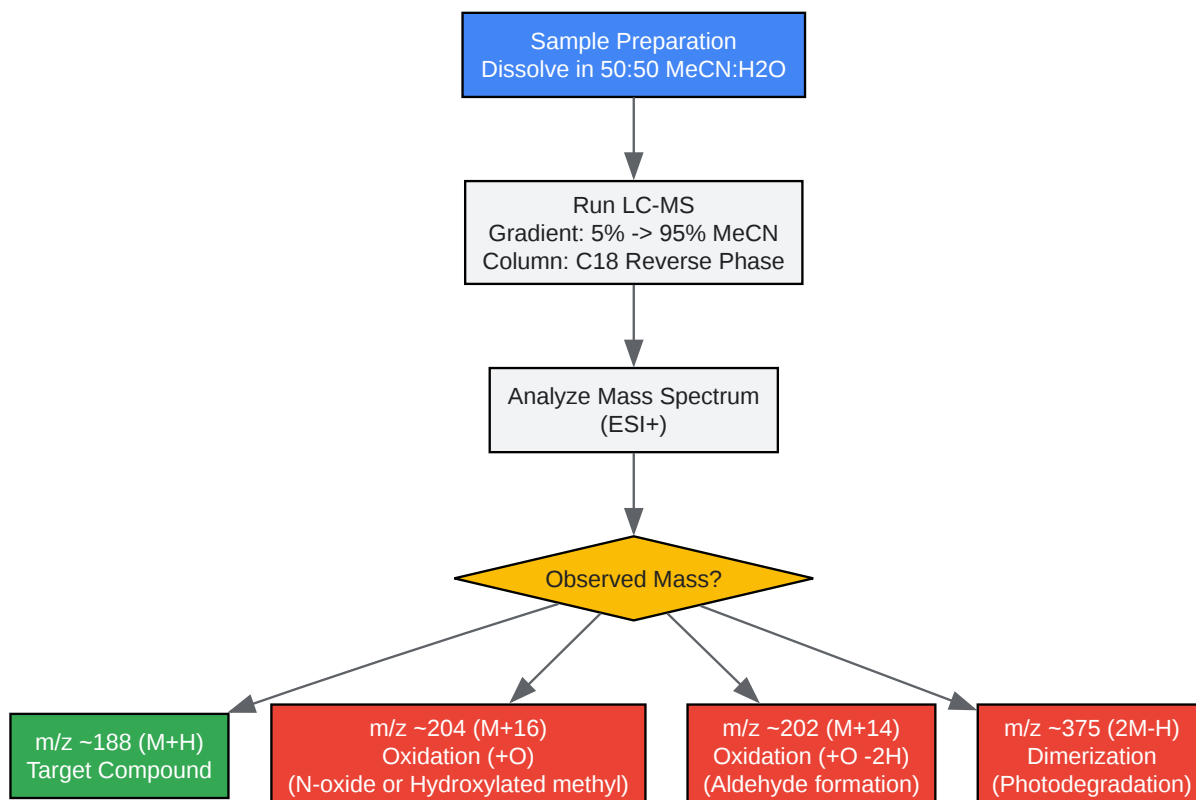 Sample Preparation
Dissolve in 50:50 MeCN:H2O
Run LC-MS
Gradient: 5% -> 95% MeCN
Column: C18 Reverse Phase
Analyze Mass Spectrum
(ESI+)
Observed Mass?
m/z ~188 (M+H)
Target Compound
m/z ~204 (M+16)
Oxidation (+O)
(N-oxide or Hydroxylated methyl)
m/z ~202 (M+14)
Oxidation (+O -2H)
(Aldehyde formation)
m/z ~375 (2M-H)
Dimerization
(Photodegradation)